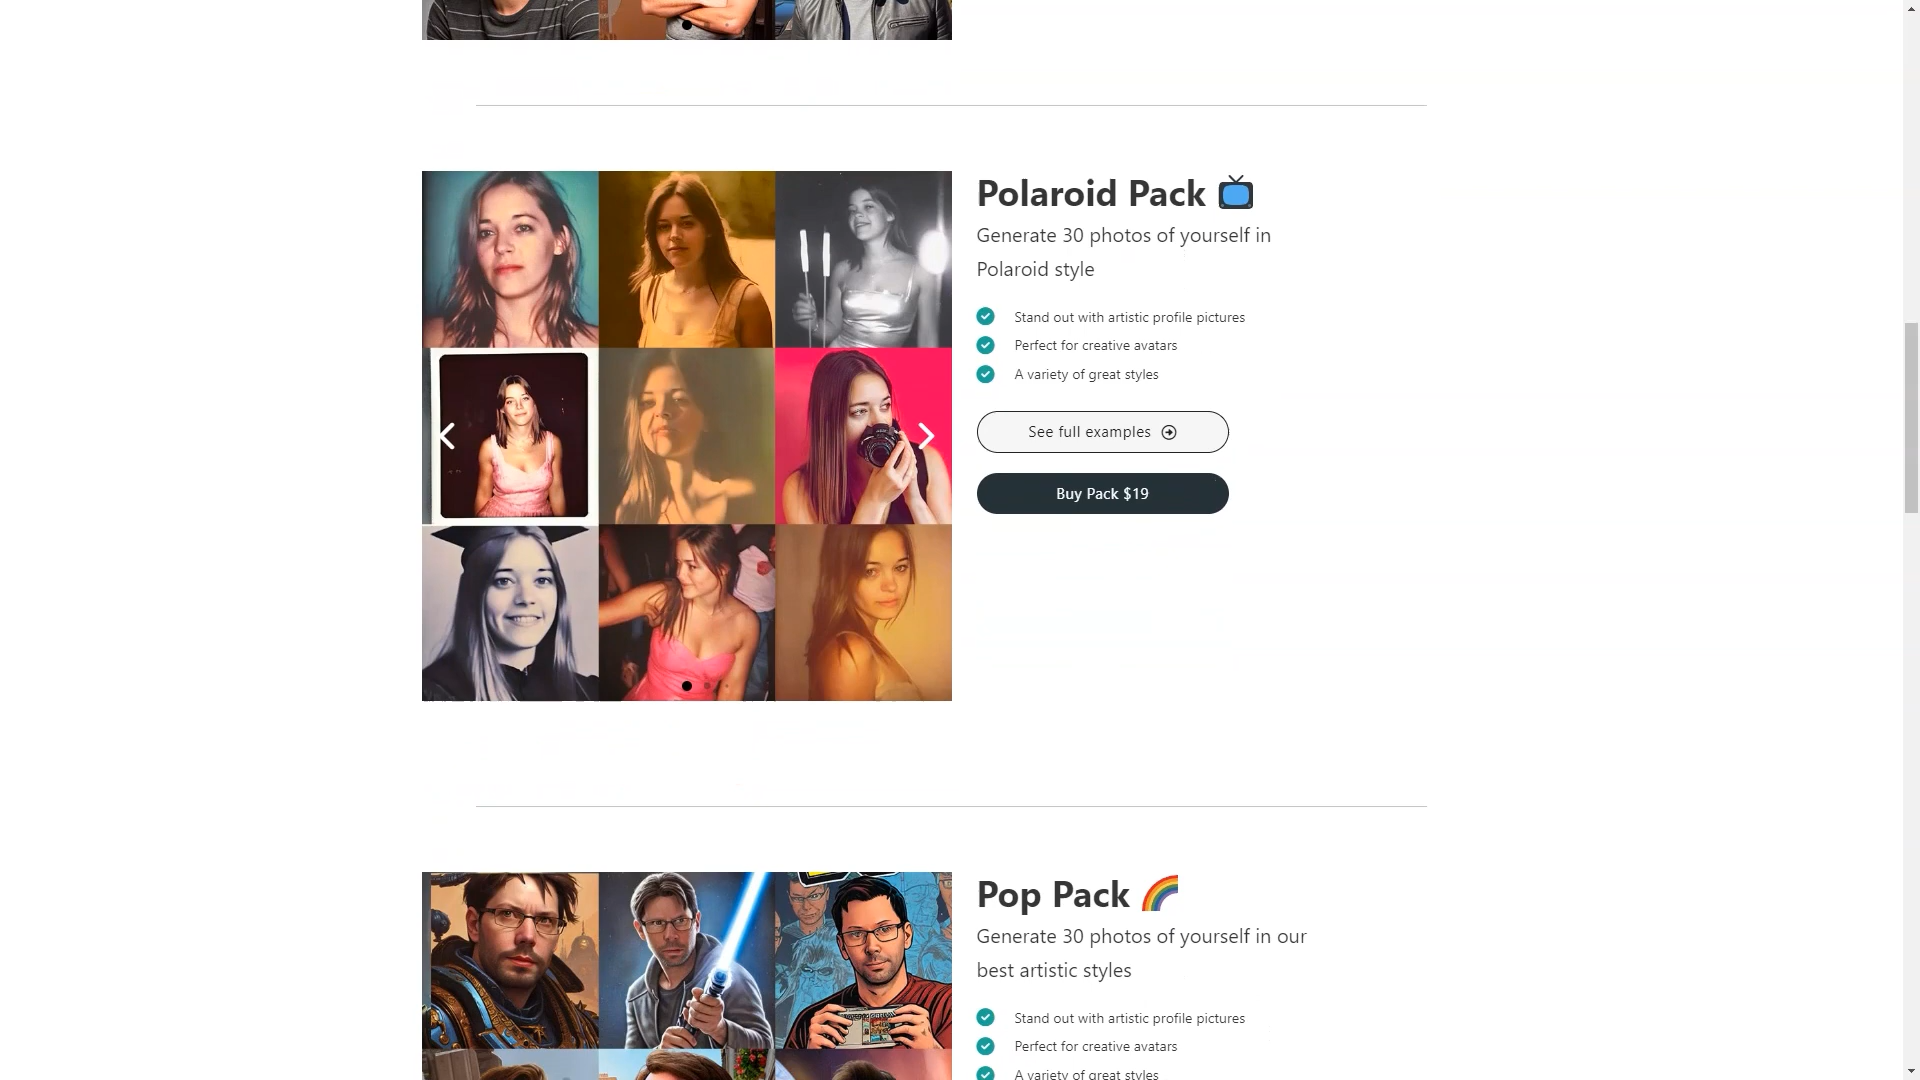 Polaroid Pack
Generate 30 photos of yourself in
Polaroid style
Stand out with artistic profile pictures
Perfect for creative avatars
A variety of great styles
See full examples
Buy Pack $19
Pop Pack
Generate 30 photos of yourself in our
best artistic styles
Stand out with artistic profile pictures
Perfect for creative avatars
A variety of great styles